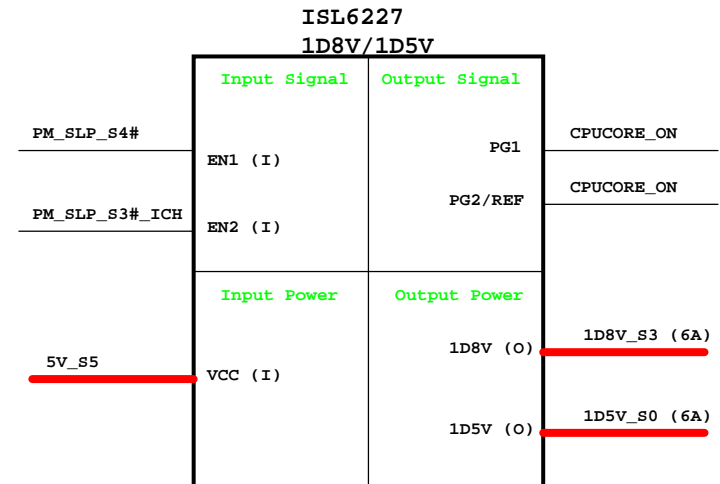 ISL6227
1D8V/1D5V
Input Signal
Output Signal
PM_SLP_S4#
EN1 (I)
PG1
CPUCORE_ON
PM_SLP_S3#_ICH
EN2 (I)
PG2/REF
CPUCORE_ON
Input Power
Output Power
5V_S5
VCC (I)
1D8V (O)
1D8V_S3 (6A)
1D5V (O)
1D5V_S0 (6A)